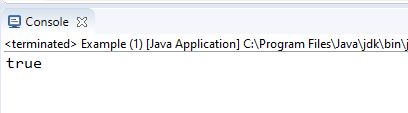 Console
<terminated> Example (1) [Java Application] C:\Program Files\Java\jdk\bin\j
true